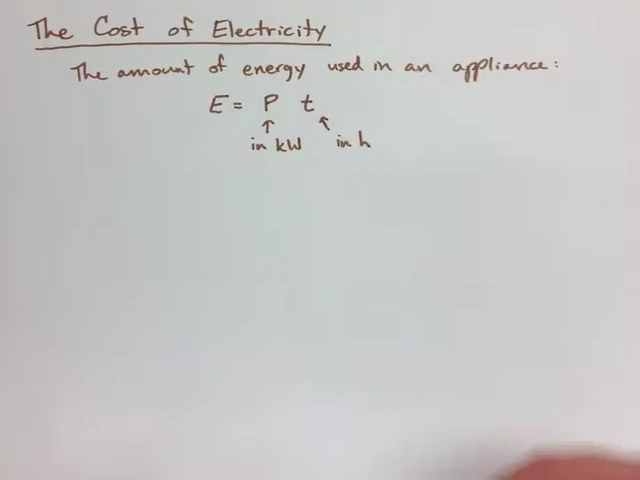 The Cost of Electricity
The amount of energy used in an appliance:
E = P t
in kW in h